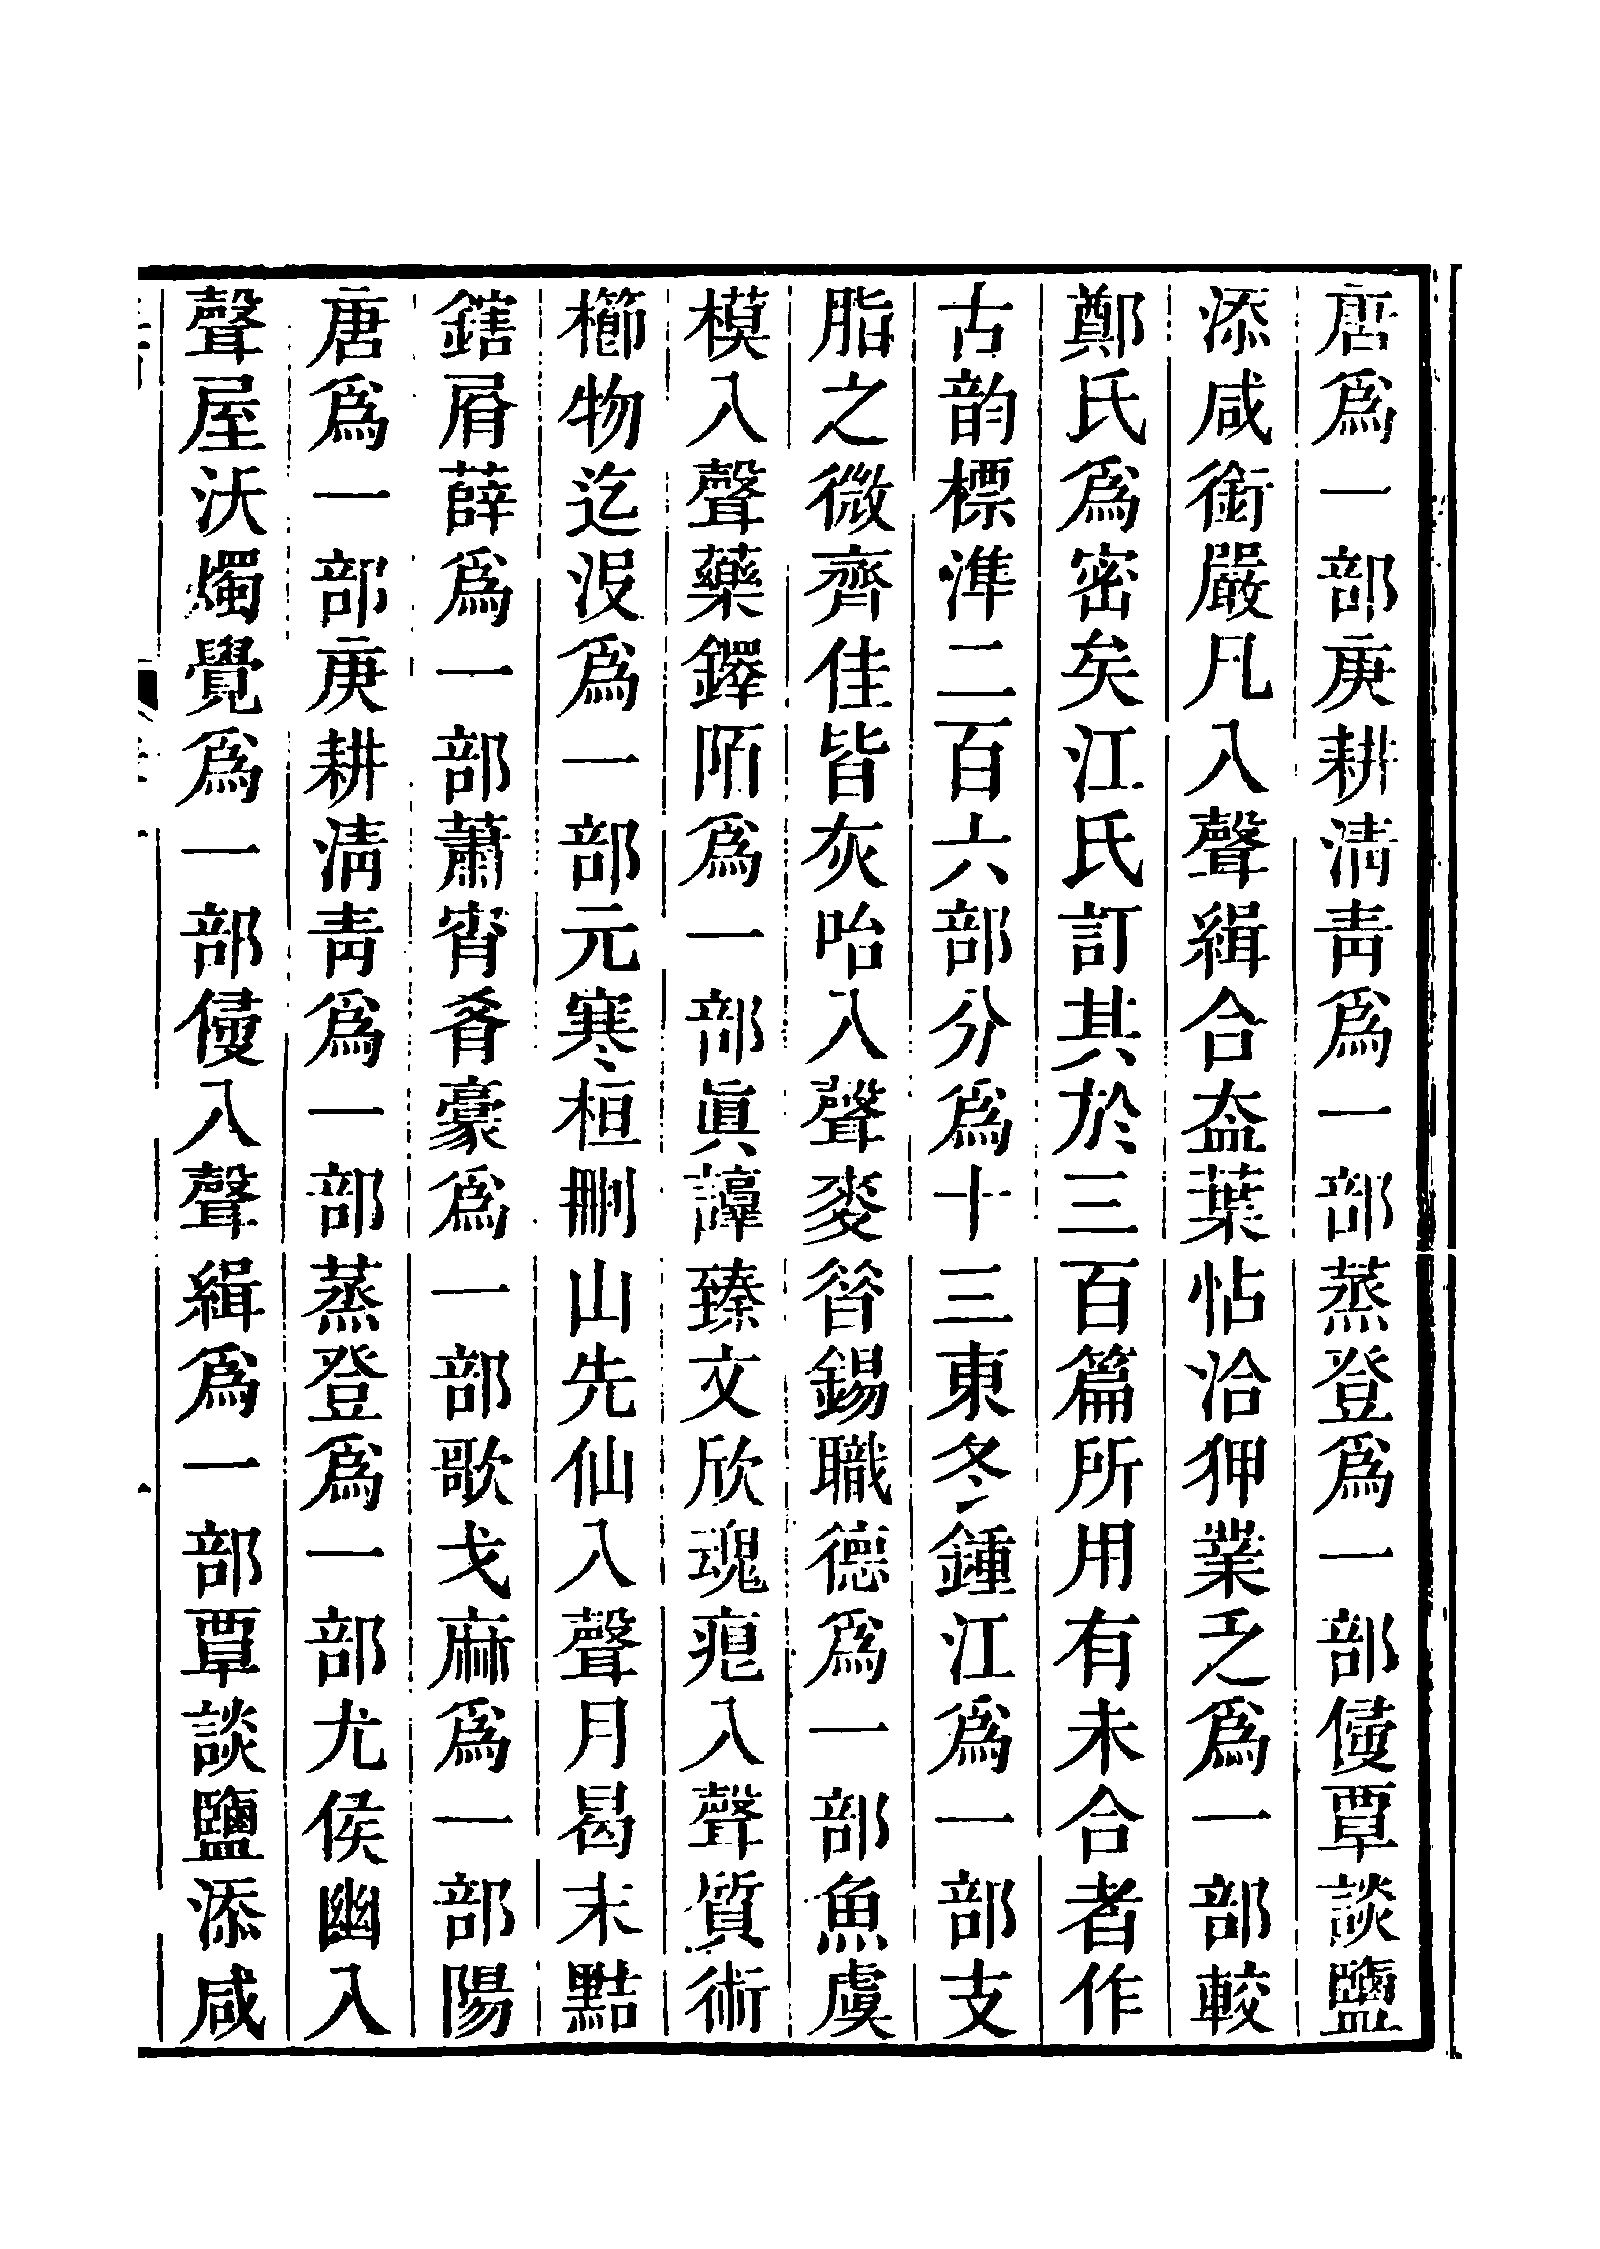 唐爲一部庚耕淸靑爲一部蒸登爲一部侵覃談鹽
添咸銜嚴凡入聲緝合盍葉怗洽狎業乏爲一部較
鄭氏爲密矣江氏訂其於三百篇所用有未合者作
古韵標準二百六部分爲十三東冬鍾江爲一部支
脂之微齊佳皆灰咍入聲麥昝錫職德爲一部魚虞
模入聲藥鐸陌爲一部眞諄臻文欣魂痕入聲質術
櫛物迄沒爲一部元寒桓刪山先仙入聲月曷末黠
鎋屑薛爲一部蕭宵肴豪爲一部歌戈麻爲一部陽
唐爲一部庚耕淸靑爲一部蒸登爲一部尤侯幽入
聲屋沃燭覺爲一部侵入聲緝爲一部覃談鹽添咸